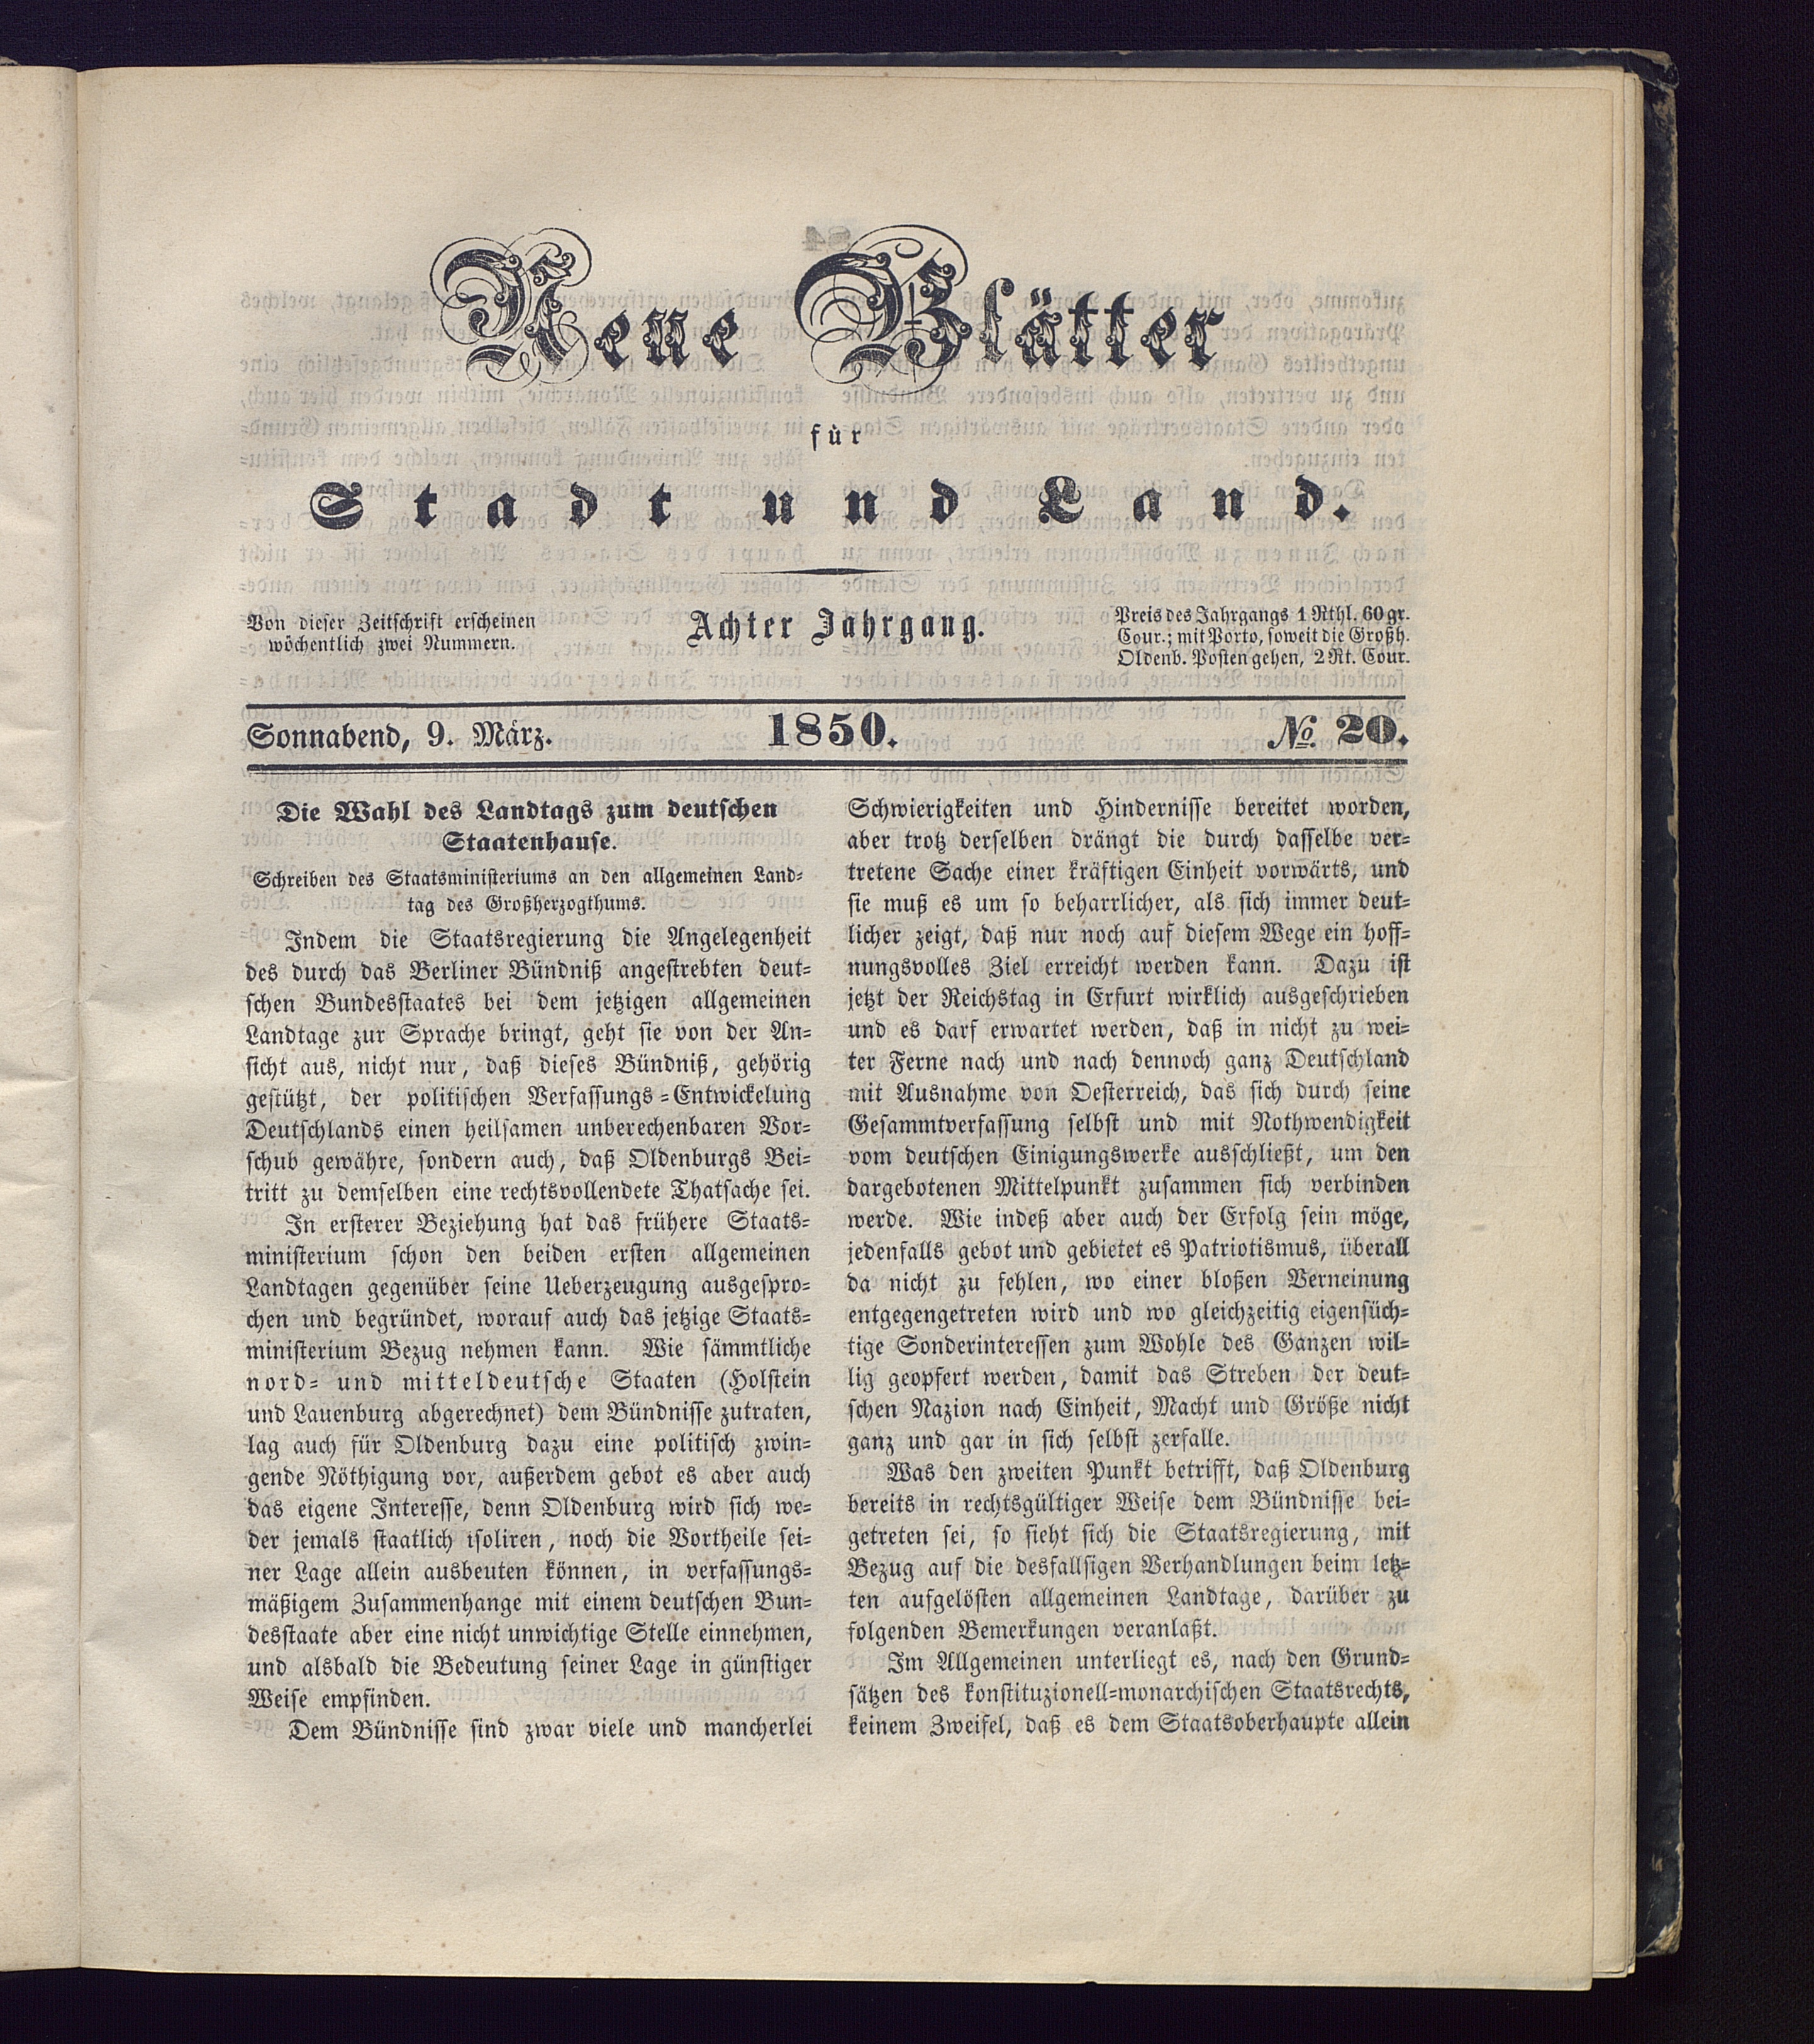 Neue Blätter
für
Stadt und Land.
Von dieser Zeitschrift erscheinen
wöchentlich zwei Nummern.
Achter Jahrgang.
Preis des Jahrgangs 1 Rthl. 60 gr.
Cour.; mit Porto, soweit die Großh.
Oldenb. Posten gehen, 2 Rt. Cour.
Sonnabend, 9. März.
1850.
№ 20.
Die Wahl des Landtags zum deutschen
Staatenhause.
Schreiben des Staatsministeriums an den allgemeinen Land-
tag des Großherzogthums.
Indem die Staatsregierung die Angelegenheit
des durch das Berliner Bündniß angestrebten deut-
schen Bundesstaates bei dem jetzigen allgemeinen
Landtage zur Sprache bringt, geht sie von der An-
sicht aus, nicht nur, daß dieses Bündniß, gehörig
gestützt, der politischen Verfassungs-Entwickelung
Deutschlands einen heilsamen unberechenbaren Vor-
schub gewähre, sondern auch, daß Oldenburgs Bei-
tritt zu demselben eine rechtsvollendete Thatsache sei.
In ersterer Beziehung hat das frühere Staats-
ministerium schon den beiden ersten allgemeinen
Landtagen gegenüber seine Ueberzeugung ausgespro-
chen und begründet, worauf auch das jetzige Staats-
ministerium Bezug nehmen kann. Wie sämmtliche
nord- und mitteldeutsche Staaten (Holstein
und Lauenburg abgerechnet) dem Bündnisse zutraten,
lag auch für Oldenburg dazu eine politisch zwin-
gende Nöthigung vor, außerdem gebot es aber auch
das eigene Interesse, denn Oldenburg wird sich we-
der jemals staatlich isoliren, noch die Vortheile sei-
ner Lage allein ausbeuten können, in verfassungs-
mäßigem Zusammenhange mit einem deutschen Bun-
desstaate aber eine nicht unwichtige Stelle einnehmen,
und alsbald die Bedeutung seiner Lage in günstiger
Weise empfinden.
Dem Bündnisse sind zwar viele und mancherlei
Schwierigkeiten und Hindernisse bereitet worden,
aber trotz derselben drängt die durch dasselbe ver-
tretene Sache einer kräftigen Einheit vorwärts, und
sie muß es um so beharrlicher, als sich immer deut-
licher zeigt, daß nur noch auf diesem Wege ein hoff-
nungsvolles Ziel erreicht werden kann. Dazu ist
jetzt der Reichstag in Erfurt wirklich ausgeschrieben
und es darf erwartet werden, daß in nicht zu wei-
ter Ferne nach und nach dennoch ganz Deutschland
mit Ausnahme von Oesterreich, das sich durch seine
Gesammtverfassung selbst und mit Nothwendigkeit
vom deutschen Einigungswerke ausschließt, um den
dargebotenen Mittelpunkt zusammen sich verbinden
werde. Wie indeß aber auch der Erfolg sein möge,
jedenfalls gebot und gebietet es Patriotismus, überall
da nicht zu fehlen, wo einer bloßen Verneinung
entgegengetreten wird und wo gleichzeitig eigensüch-
tige Sonderinteressen zum Wohle des Ganzen wil-
lig geopfert werden, damit das Streben der deut-
schen Nazion nach Einheit, Macht und Größe nicht
ganz und gar in sich selbst zerfalle.
Was den zweiten Punkt betrifft, daß Oldenburg
bereits in rechtsgültiger Weise dem Bündnisse bei-
getreten sei, so sieht sich die Staatsregierung, mit
Bezug auf die desfallsigen Verhandlungen beim letz-
ten aufgelösten allgemeinen Landtage, darüber zu
folgenden Bemerkungen veranlaßt.
Im Allgemeinen unterliegt es, nach den Grund-
sätzen des konstituzionell-monarchischen Staatsrechts,
keinem Zweifel, daß es dem Staatsoberhaupte allein